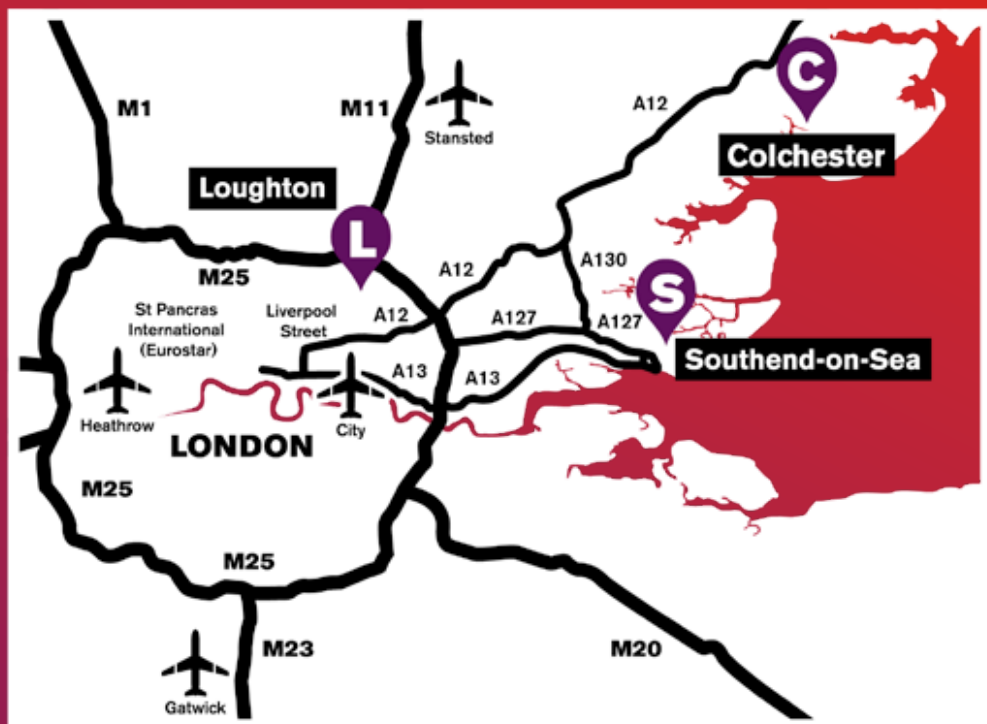 C
A12
M1
M11
Stansted
Colchester
Loughton
L
M25
A12
A130
S
St Pancras
International
(Eurostar)
Liverpool
Street
A12
A127
A127
Southend-on-Sea
A13
A13
Heathrow
City
LONDON
M25
M25
M23
M20
Gatwick